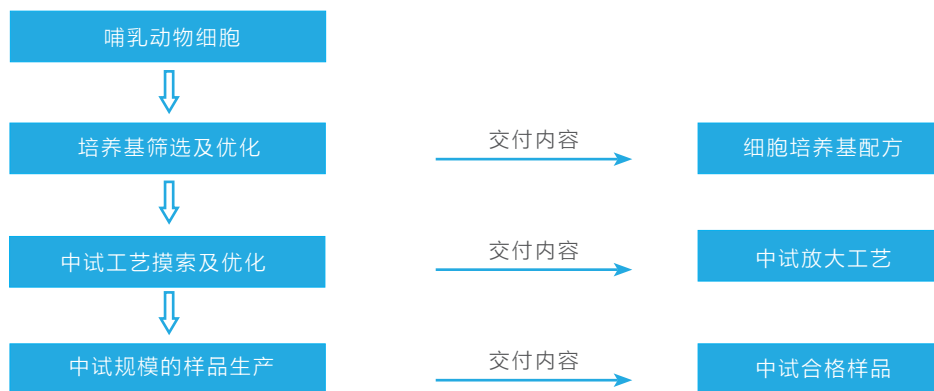 哺乳动物细胞
培养基筛选及优化
交付内容
细胞培养基配方
中试工艺摸索及优化
交付内容
中试放大工艺
中试规模的样品生产
交付内容
中试合格样品